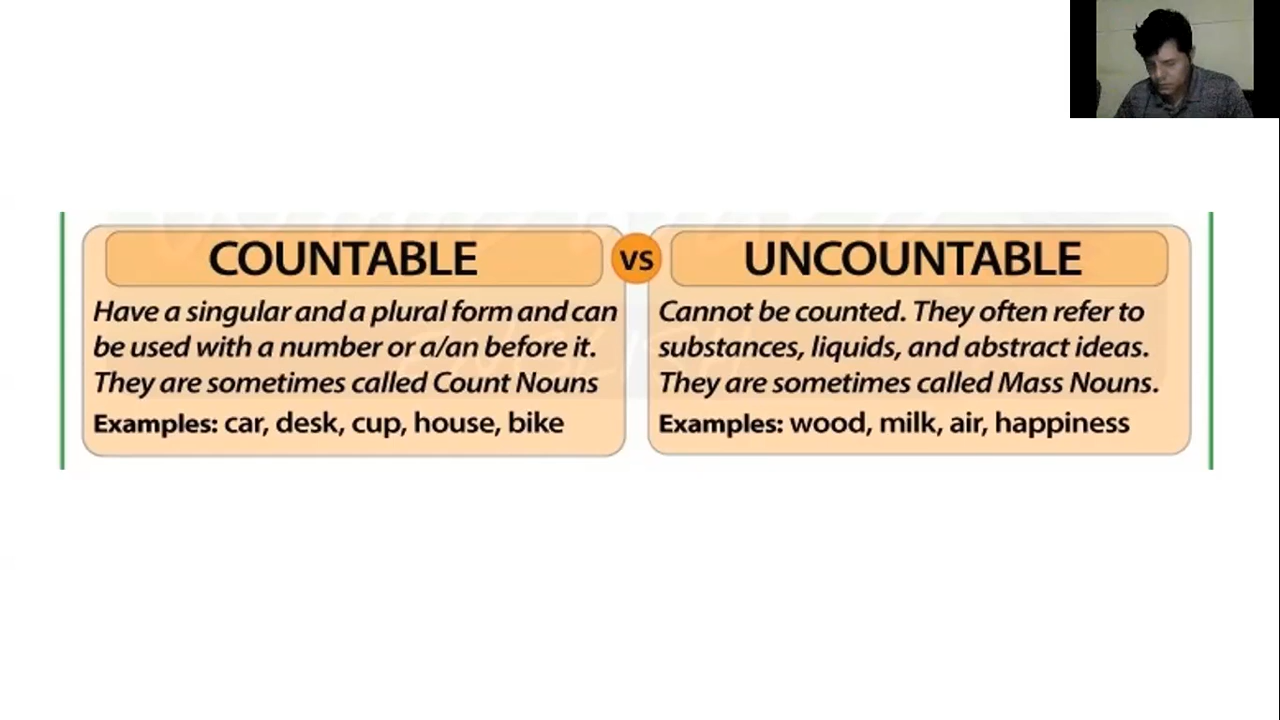 COUNTABLE
VS
UNCOUNTABLE
Have a singular and a plural form and can
be used with a number or a/an before it.
They are sometimes called Count Nouns
Examples: car, desk, cup, house, bike
Cannot be counted. They often refer to
substances, liquids, and abstract ideas.
They are sometimes called Mass Nouns.
Examples: wood, milk, air, happiness